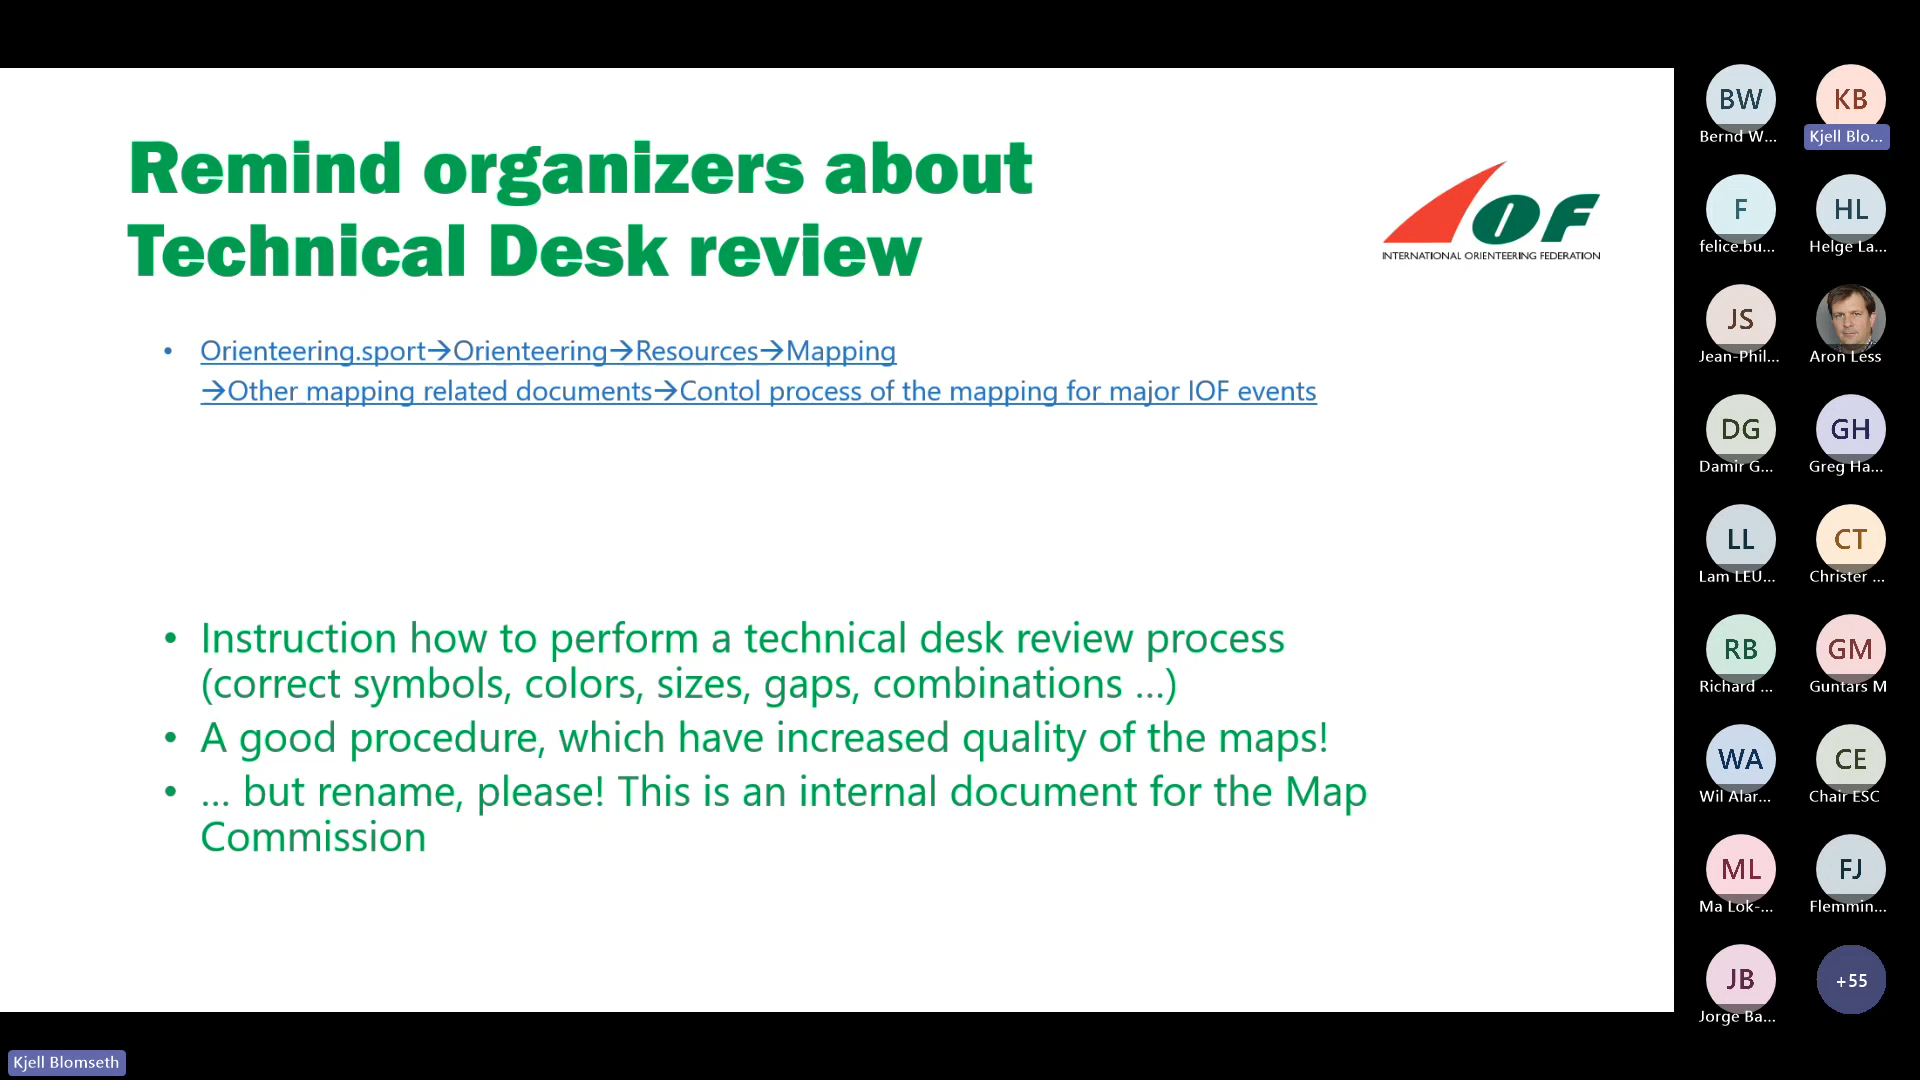 Remind organizers about
Technical Desk review
IOF
INTERNATIONAL ORIENTEERING FEDERATION
• Orienteering.sport→Orienteering→Resources→Mapping
→Other mapping related documents→Contol process of the mapping for major IOF events
• Instruction how to perform a technical desk review process
(correct symbols, colors, sizes, gaps, combinations ...)
• A good procedure, which have increased quality of the maps!
• ... but rename, please! This is an internal document for the Map
Commission
BW
Bernd W...
KB
Kjell Blo...
F
felice.bu...
HL
Helge La...
JS
Jean-Phil...
Aron Less
DG
Damir G...
GH
Greg Ha...
LL
Lam LEU...
CT
Christer ...
RB
Richard ...
GM
Guntars M
WA
Wil Alar...
CE
Chair ESC
ML
Ma Lok-...
FJ
Flemmin...
JB
Jorge Ba...
+55
Kjell Blomseth